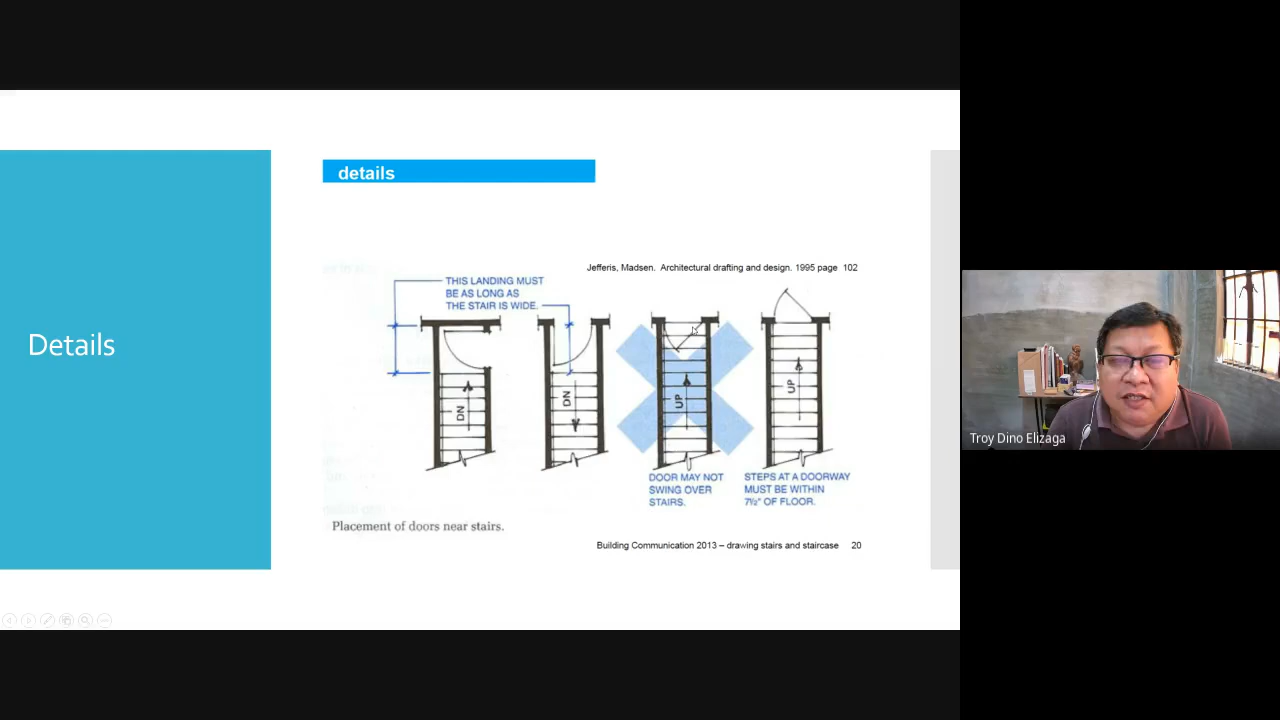 details
Jefferis, Madsen. Architectural drafting and design. 1995 page 102
THIS LANDING MUST
BE AS LONG AS
THE STAIR IS WIDE.
Details
DN
DN
UP
UP
DOOR MAY NOT
SWING OVER
STAIRS.
STEPS AT A DOORWAY
MUST BE WITHIN
7½" OF FLOOR.
Placement of doors near stairs.
Building Communication 2013 – drawing stairs and staircase 20
Troy Dino Elizaga